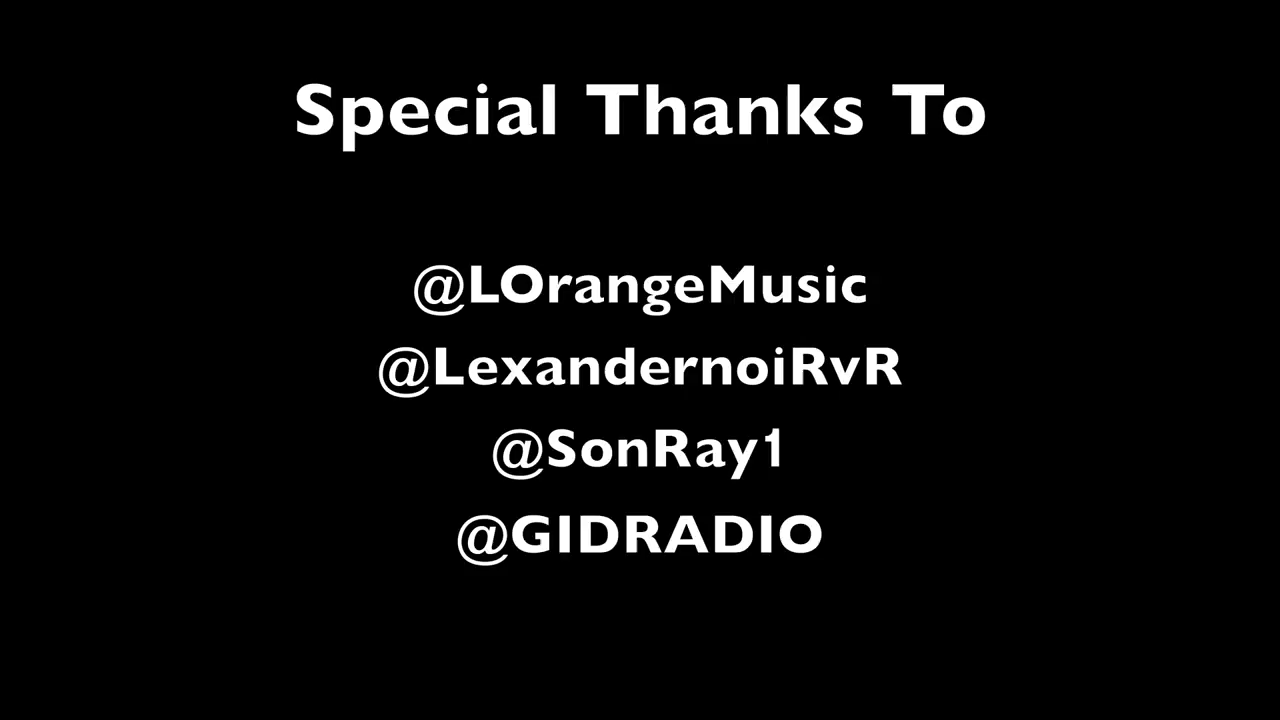 Special Thanks To
@LOrangeMusic
@LexandernoiRvR
@SonRay1
@GIDRADIO